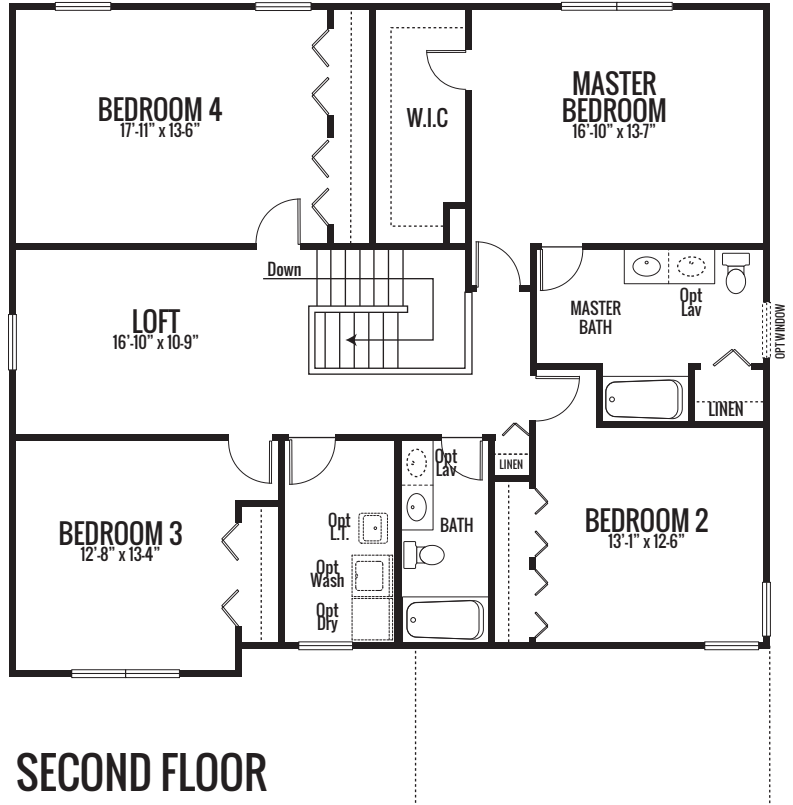 BEDROOM 4
17'-11" x 13-6"
W.I.C
MASTER
BEDROOM
16'-10" x 13-7"
Down
LOFT
16'-10" x 10-9"
MASTER
BATH
Opt
Lav
OPT WINDOW
LINEN
LINEN
Opt
Lav
BATH
BEDROOM 3
12'-8" x 13-4"
Opt
L.T.
Opt
Wash
Opt
Dry
BEDROOM 2
13'-1" x 12-6"
SECOND FLOOR